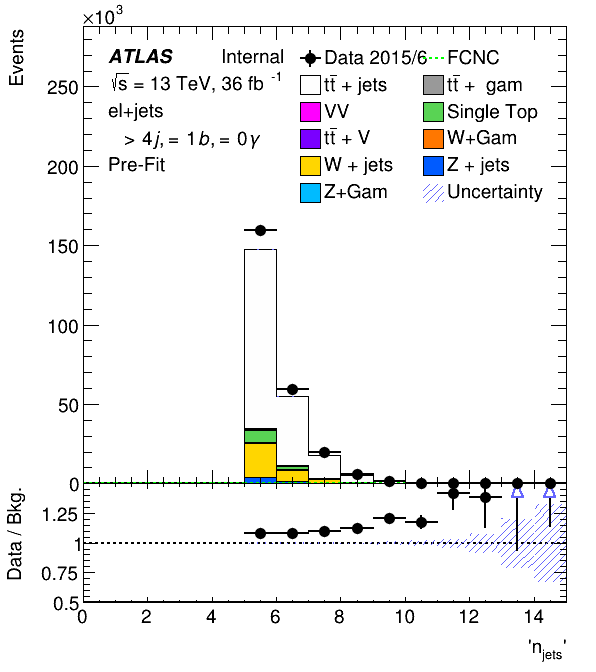 ×10³
Events
ATLAS Internal
√s = 13 TeV, 36 fb⁻¹
el+jets
> 4j, = 1b, = 0γ
Pre-Fit
Data 2015/6
FCNC
tt̄ + jets
tt̄ + gam
VV
Single Top
tt̄ + V
W+Gam
W + jets
Z + jets
Z+Gam
Uncertainty
250
200
150
100
50
0
Data / Bkg.
1.25
1
0.75
0.5
0 2 4 6 8 10 12 14
'n_jets'